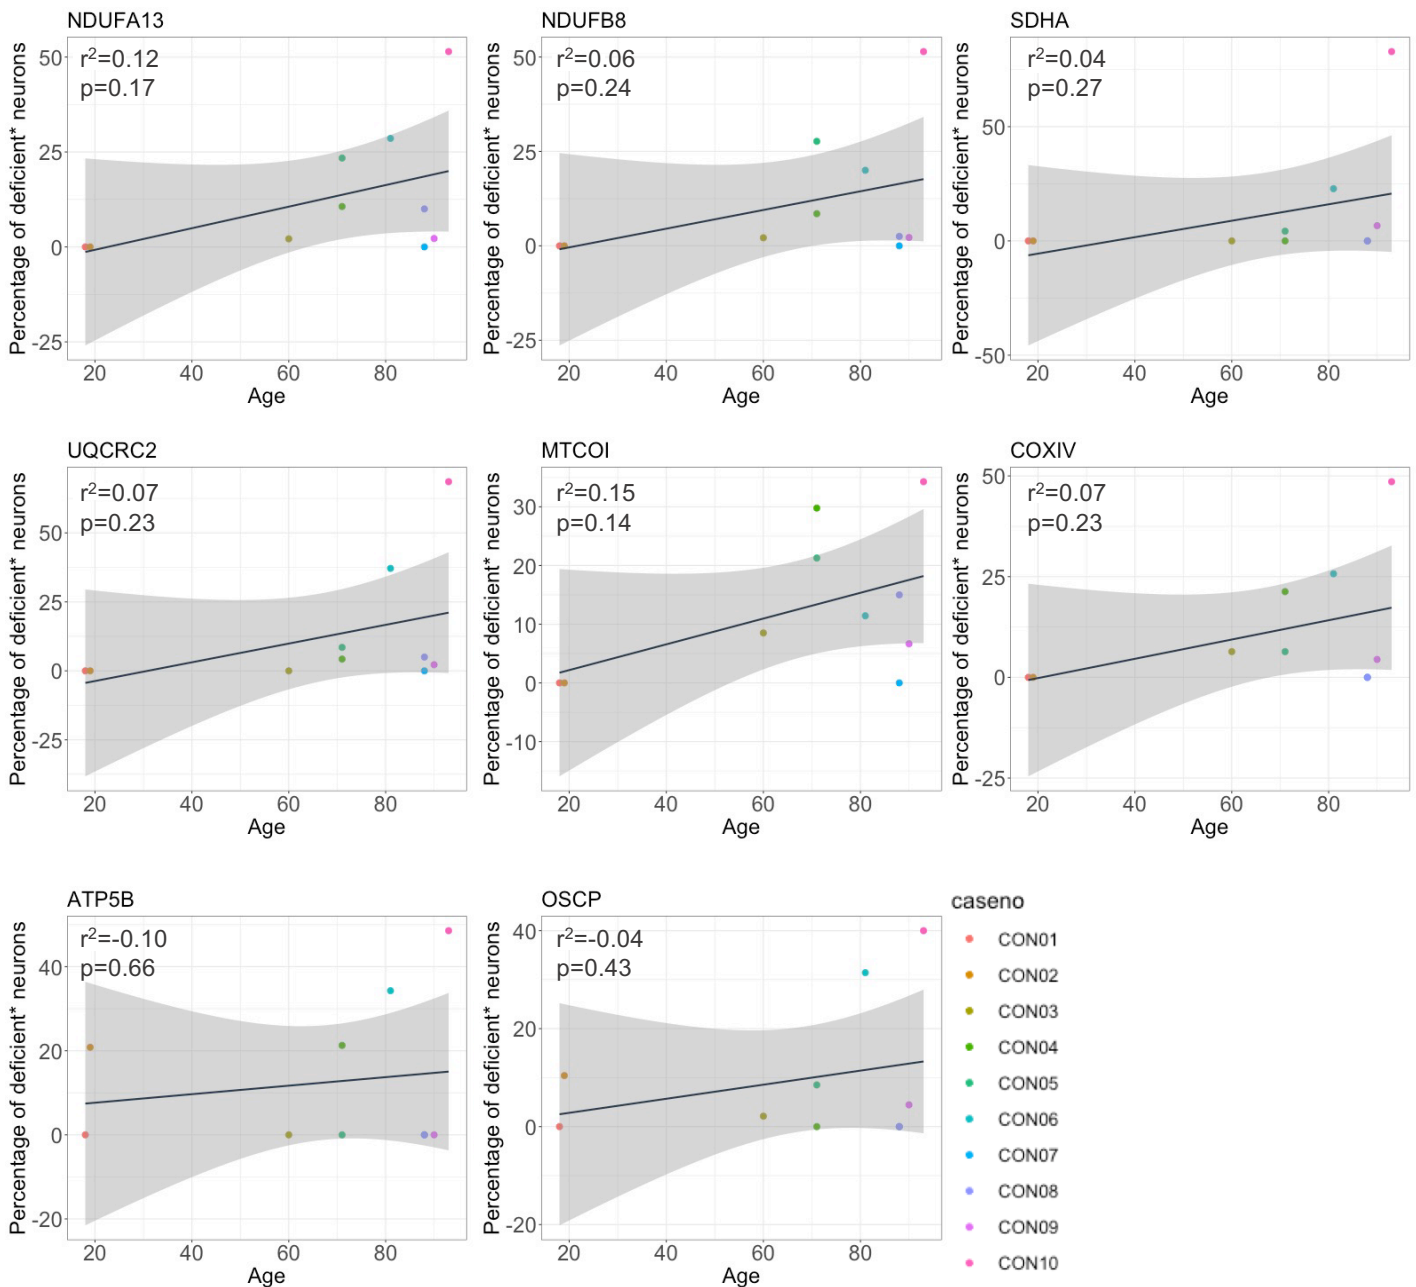 NDUFA13
r²=0.12
p=0.17
Percentage of deficient* neurons
50
25
0
-25
20 40 60 80
Age
NDUFB8
r²=0.06
p=0.24
Percentage of deficient* neurons
50
25
0
-25
20 40 60 80
Age
SDHA
r²=0.04
p=0.27
Percentage of deficient* neurons
50
0
-50
20 40 60 80
Age
UQCRC2
r²=0.07
p=0.23
Percentage of deficient* neurons
50
25
0
-25
20 40 60 80
Age
MTCOI
r²=0.15
p=0.14
Percentage of deficient* neurons
30
20
10
0
-10
20 40 60 80
Age
COXIV
r²=0.07
p=0.23
Percentage of deficient* neurons
50
25
0
-25
20 40 60 80
Age
ATP5B
r²=-0.10
p=0.66
Percentage of deficient* neurons
40
20
0
-20
20 40 60 80
Age
OSCP
r²=-0.04
p=0.43
Percentage of deficient* neurons
40
20
0
-20
20 40 60 80
Age
caseno
CON01
CON02
CON03
CON04
CON05
CON06
CON07
CON08
CON09
CON10